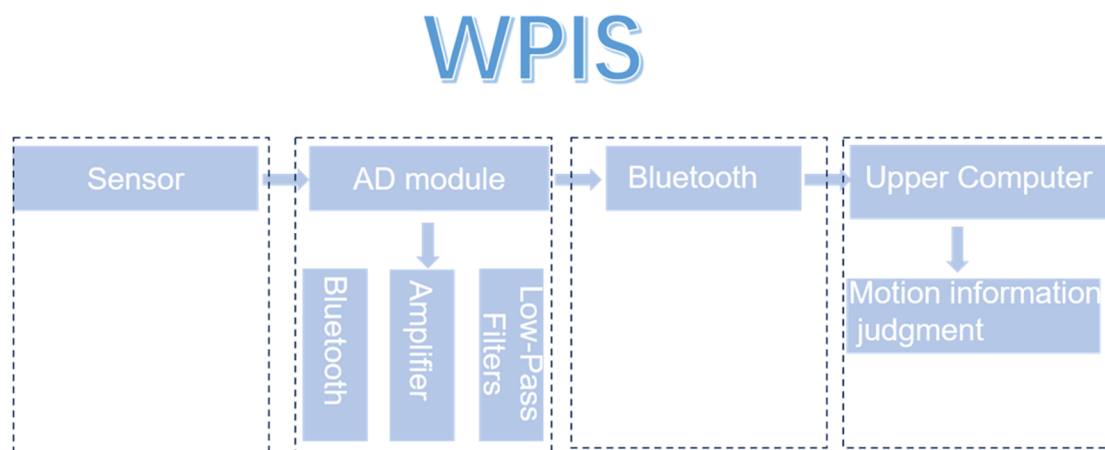 WPIS
Sensor
AD module
Bluetooth
Upper Computer
Bluetooth
Amplifier
Low-Pass
Filters
Motion information
judgment